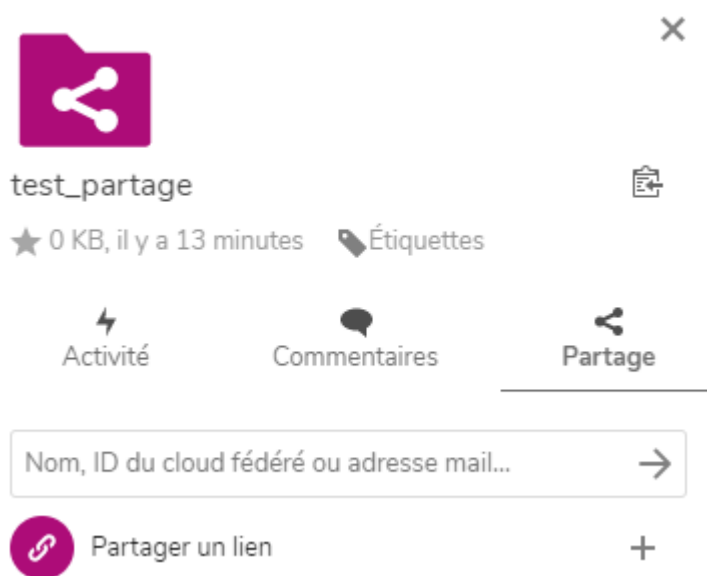 test_partage
0 KB, il y a 13 minutes Étiquettes
Activité Commentaires Partage
Nom, ID du cloud fédéré ou adresse mail...
Partager un lien